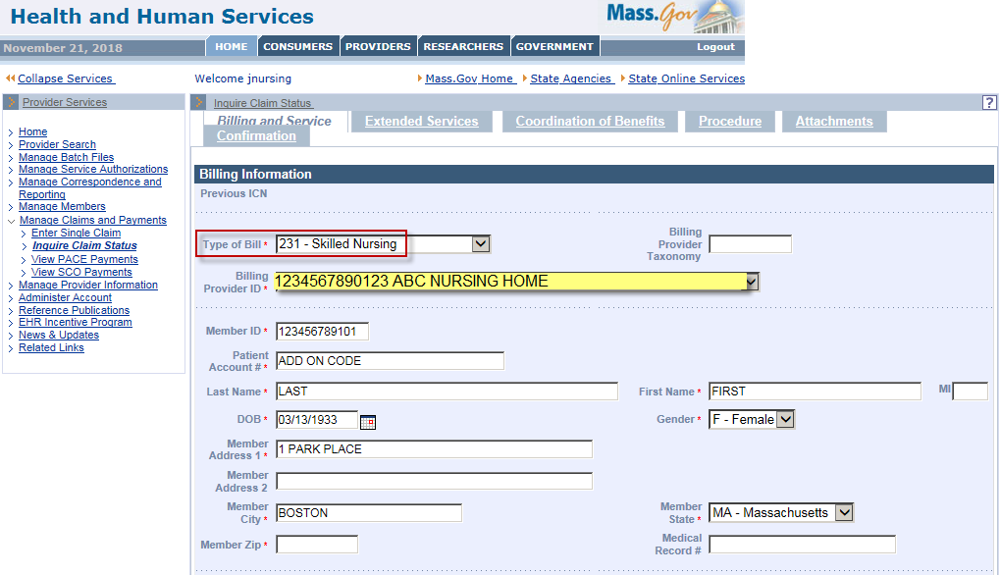 Health and Human Services
Mass.Gov
November 21, 2018
HOME CONSUMERS PROVIDERS RESEARCHERS GOVERNMENT Logout
Collapse Services
Welcome jnursing
Mass.Gov Home State Agencies State Online Services
Provider Services
Home
Provider Search
Manage Batch Files
Manage Service Authorizations
Manage Correspondence and
Reporting
Manage Members
Manage Claims and Payments
Enter Single Claim
Inquire Claim Status
View PACE Payments
View SCO Payments
Manage Provider Information
Administer Account
Reference Publications
EHR Incentive Program
News & Updates
Related Links
Inquire Claim Status
?
Billing and Service Extended Services Coordination of Benefits Procedure Attachments
Confirmation
Billing Information
Previous ICN
Type of Bill * 231 - Skilled Nursing
Billing
Provider
Taxonomy
Billing
Provider ID * 1234567890123 ABC NURSING HOME
Member ID * 123456789101
Patient
Account # * ADD ON CODE
Last Name * LAST First Name * FIRST MI
DOB * 03/13/1933 Gender * F - Female
Member
Address 1 * 1 PARK PLACE
Member
Address 2
Member
City * BOSTON
Member
State * MA - Massachusetts
Member Zip *
Medical
Record #